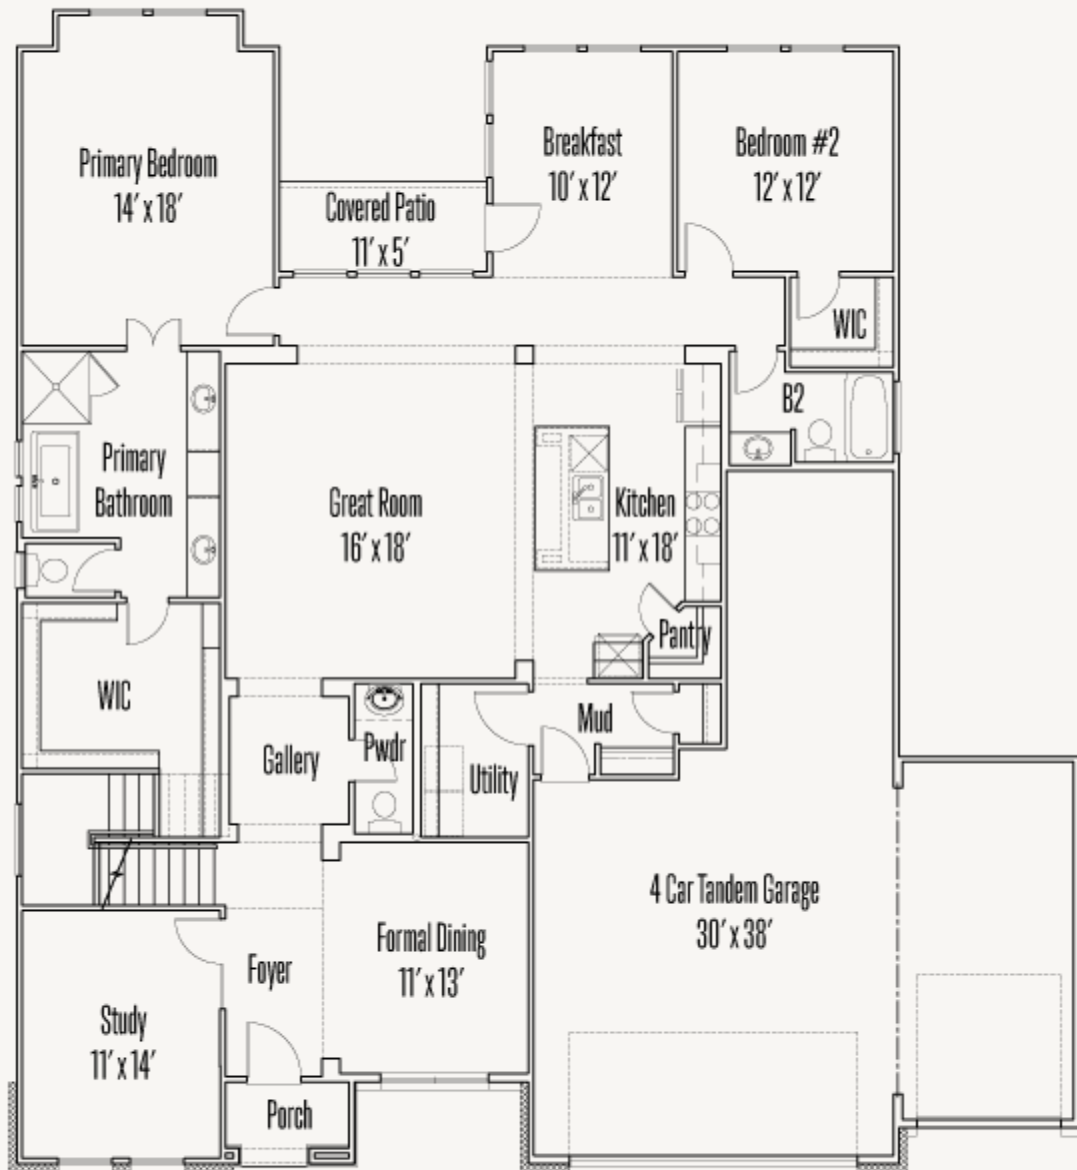 Primary Bedroom
14' x 18'
Covered Patio
11' x 5'
Breakfast
10' x 12'
Bedroom #2
12' x 12'
WIC
B2
Primary
Bathroom
Great Room
16' x 18'
Kitchen
11' x 18'
Pantry
WIC
Gallery
Pwdr
Utility
Mud
4 Car Tandem Garage
30' x 38'
Formal Dining
11' x 13'
Foyer
Study
11' x 14'
Porch